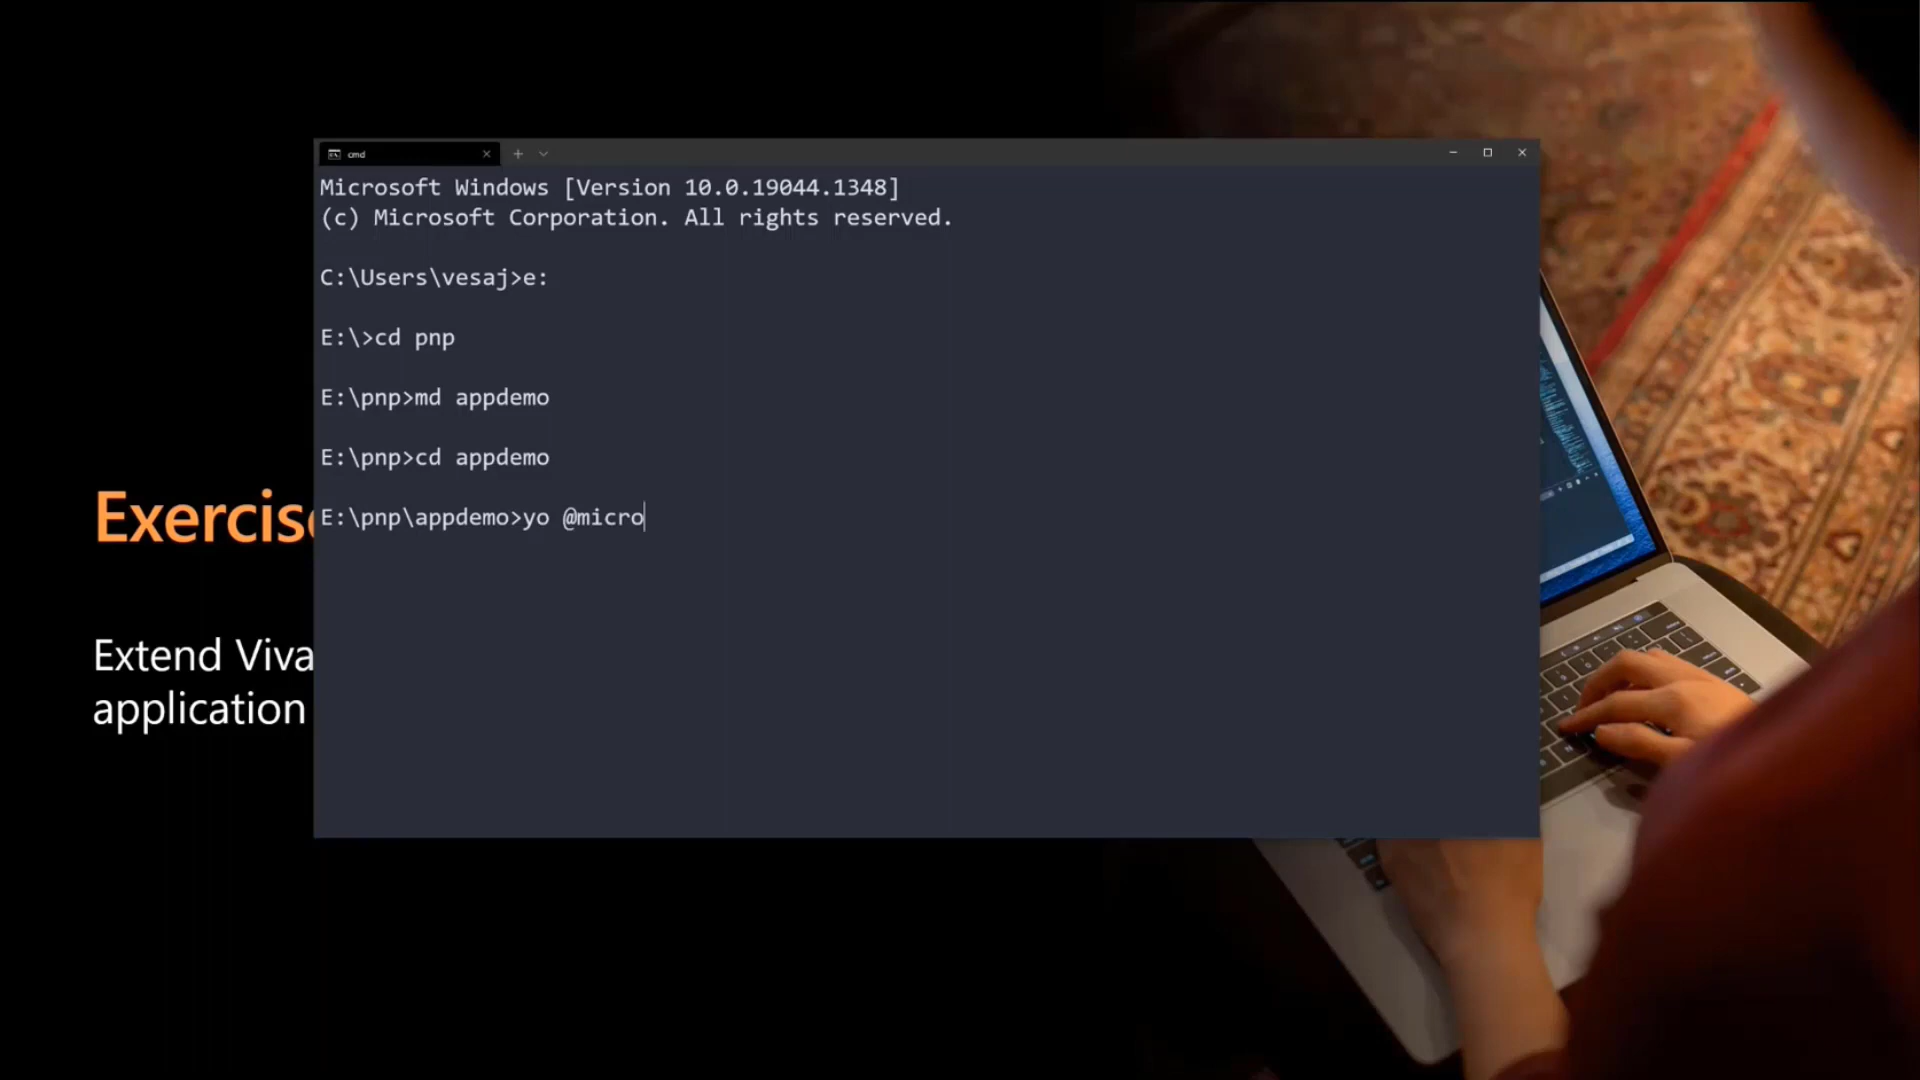 cmd
Microsoft Windows [Version 10.0.19044.1348]
(c) Microsoft Corporation. All rights reserved.
C:\Users\vesaj>e:
E:\>cd pnp
E:\pnp>md appdemo
E:\pnp>cd appdemo
E:\pnp\appdemo>yo @micro
Exercise
Extend Viva
application